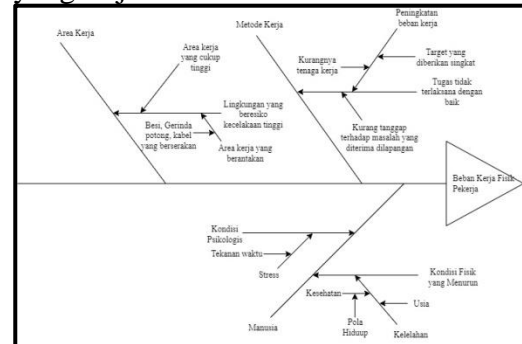 Area Kerja
Metode Kerja
Peningkatan
beban kerja
Area kerja
yang cukup
tinggi
Kurangnya
tenaga kerja
Target yang
diberikan singkat
Lingkungan yang
beresiko
kecelakaan tinggi
Tugas tidak
terlaksana dengan
baik
Besi, Gerinda
potong, kabel
yang berserakan
Area kerja yang
berantakan
Kurang tanggap
terhadap masalah yang
diterima dilapangan
Beban Kerja Fisik
Pekerja
Kondisi
Psikologis
Tekanan waktu
Stress
Kondisi Fisik
yang Menurun
Kesehatan
Usia
Pola
Hiduup
Manusia
Kelelahan